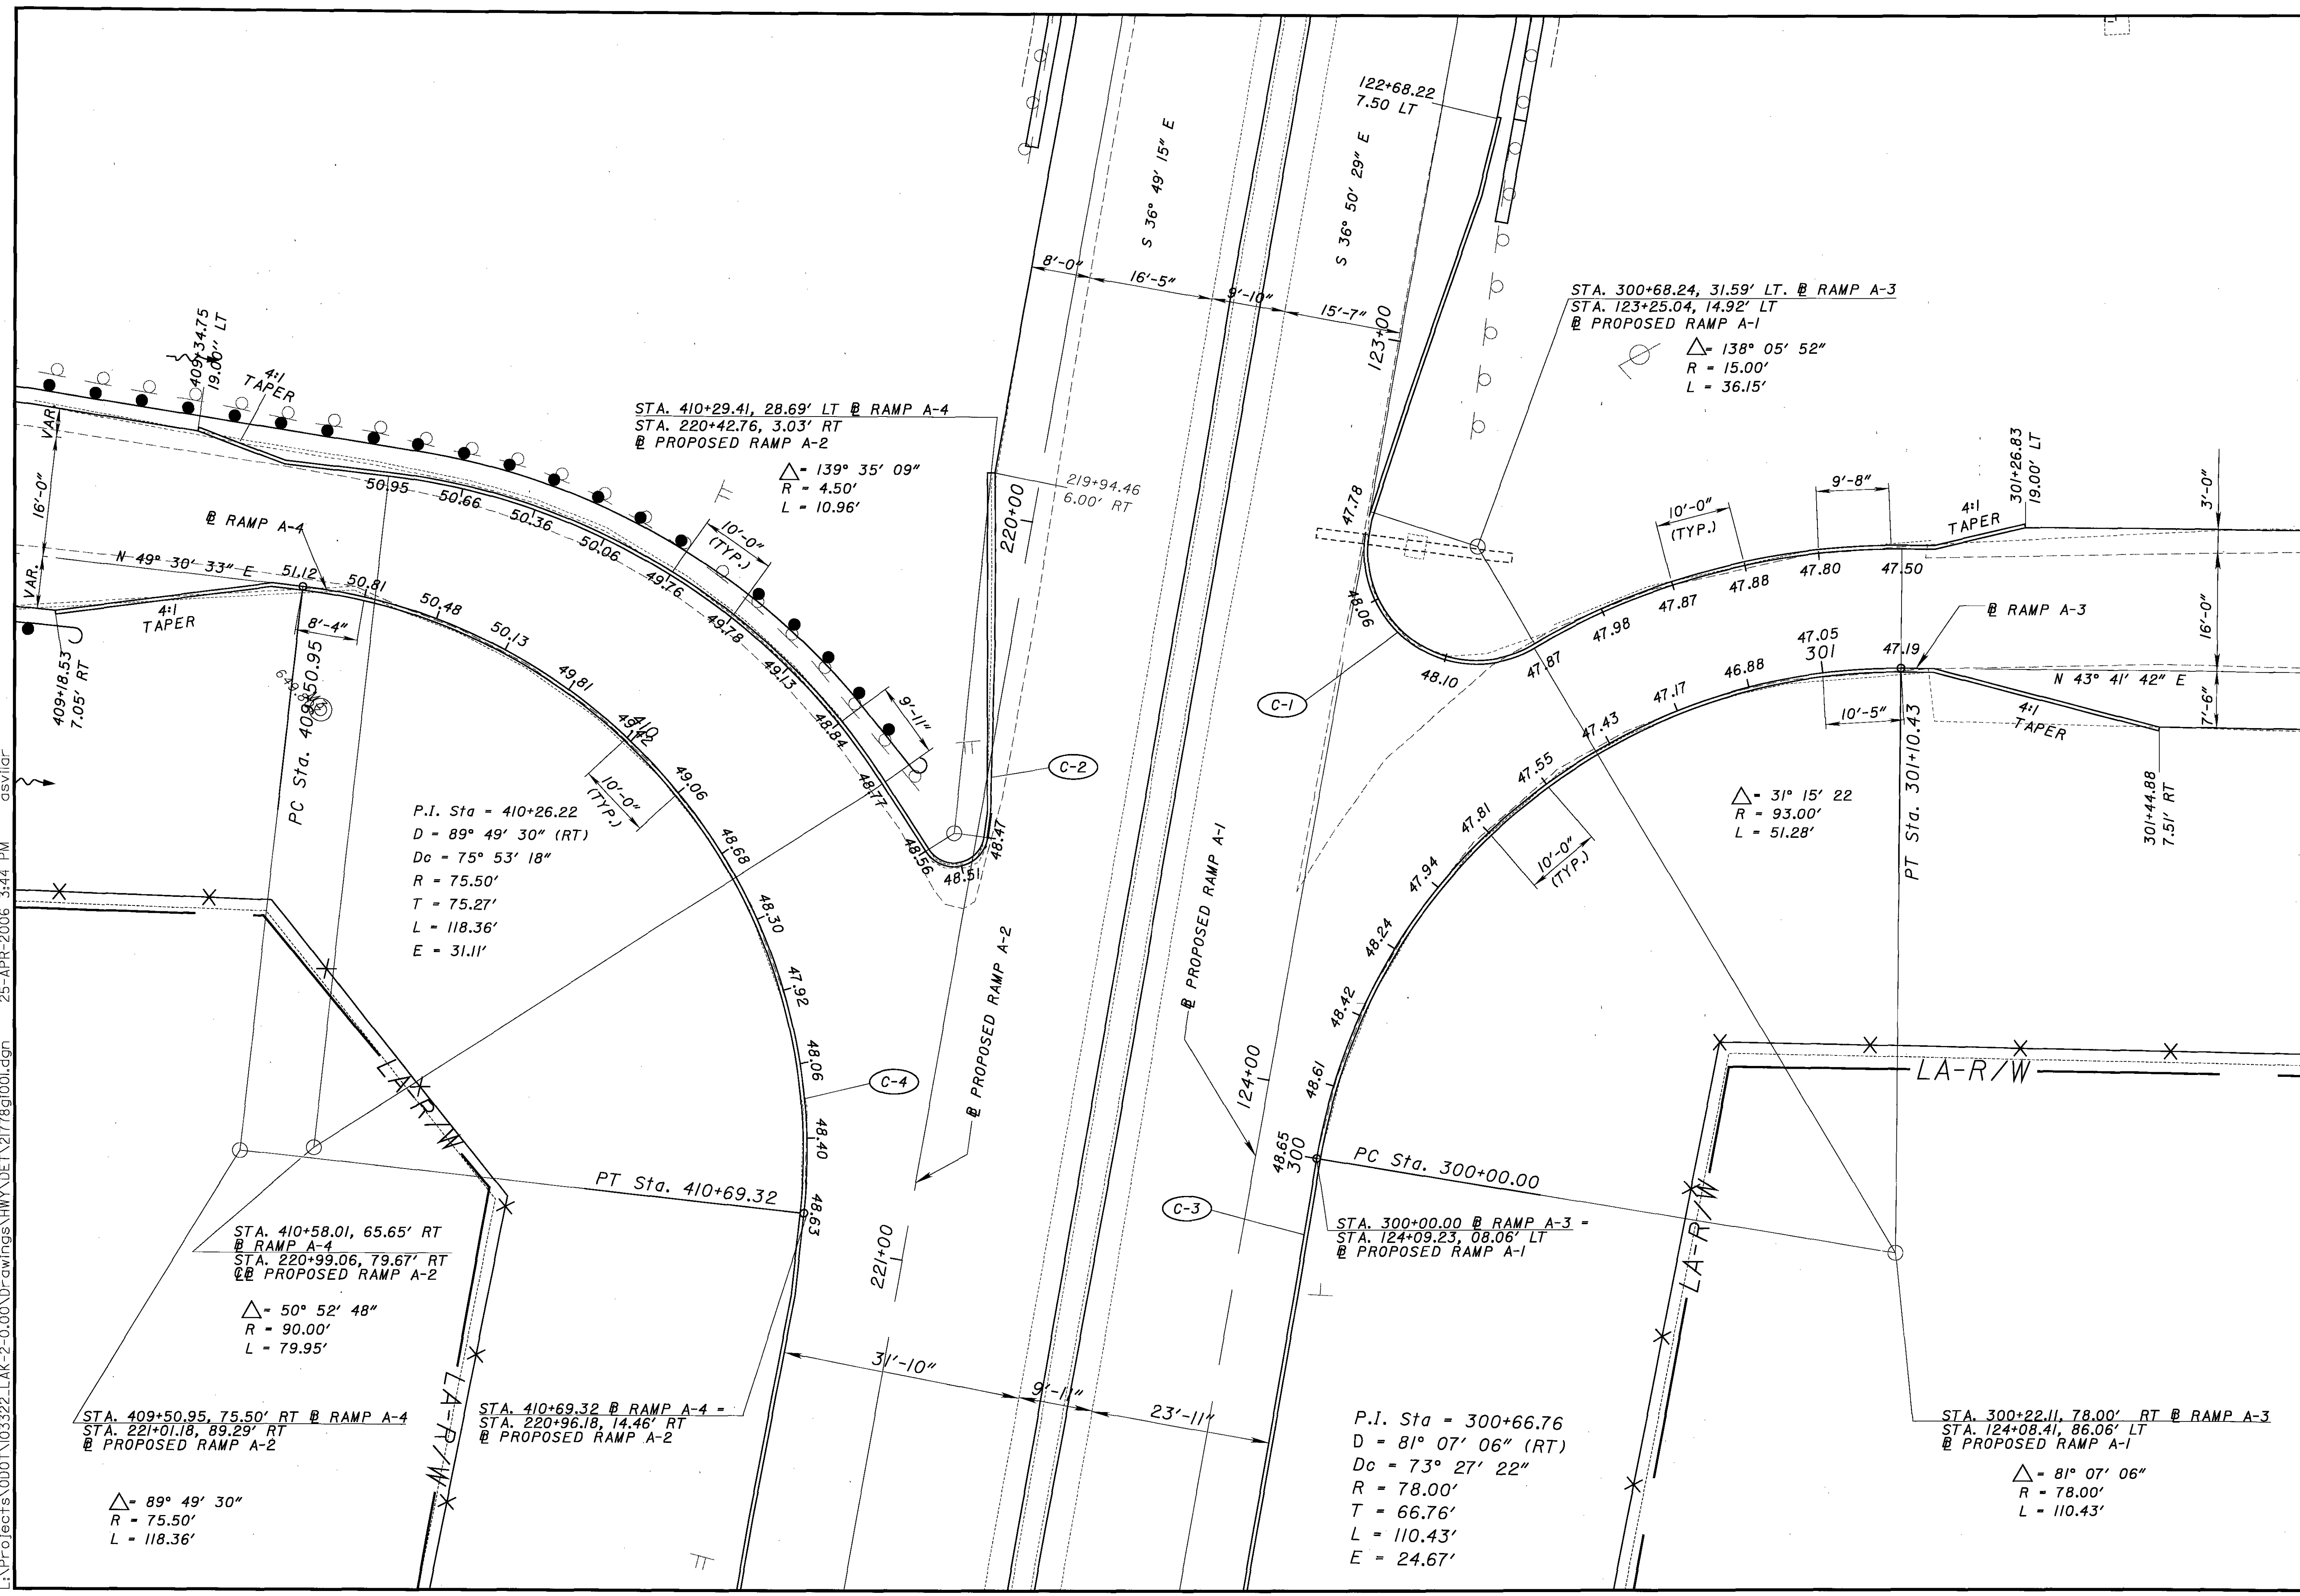 122+68.22
7.50 LT
S 36° 49' 15" E
S 36° 50' 29" E
8'-0"
16'-5"
9'-10"
15'-7"
123+00
STA. 300+68.24, 31.59' LT. ℄ RAMP A-3
STA. 123+25.04, 14.92' LT
℄ PROPOSED RAMP A-1
△= 138° 05' 52"
R = 15.00'
L = 36.15'
409+34.75
19.00'' LT
4:1
TAPER
VAR.
16'-0"
VAR.
STA. 410+29.41, 28.69' LT ℄ RAMP A-4
STA. 220+42.76, 3.03' RT
℄ PROPOSED RAMP A-2
△= 139° 35' 09"
R = 4.50'
L = 10.96'
219+94.46
6.00' RT
220+00
47.78
48.06
48.10
47.87
47.98
47.87
47.88
47.80
47.50
10'-0"
(TYP.)
9'-8"
4:1
TAPER
301+26.83
19.00' LT
3'-0"
16'-0"
7'-6"
50.95
50.66
50.36
50.06
49.76
49.78
49.13
48.84
48.77
48.56
48.51
48.47
10'-0"
(TYP.)
9'-11"
℄ RAMP A-4
N 49° 30' 33" E
51.12
50.81
50.48
50.13
49.81
49.42
410
49.06
48.68
48.30
47.92
48.06
48.40
48.63
4:1
TAPER
8'-4"
409+18.53
7.05' RT
PC Sta. 409+50.95
10'-0"
(TYP.)
C-2
C-1
℄ RAMP A-3
N 43° 41' 42" E
47.19
47.05
301
46.88
47.17
47.43
47.55
47.81
47.94
48.24
48.42
48.61
48.65
300
10'-5"
4:1
TAPER
10'-0"
(TYP.)
PT Sta. 301+10.43
301+44.88
7.51' RT
△= 31° 15' 22
R = 93.00'
L = 51.28'
P.I. Sta = 410+26.22
D = 89° 49' 30" (RT)
Dc = 75° 53' 18"
R = 75.50'
T = 75.27'
L = 118.36'
E = 31.11'
℄ PROPOSED RAMP A-2
℄ PROPOSED RAMP A-1
124+00
LA-R/W
LA-R/W
C-4
PT Sta. 410+69.32
PC Sta. 300+00.00
C-3
221+00
STA. 300+00.00 ℄ RAMP A-3 =
STA. 124+09.23, 08.06' LT
℄ PROPOSED RAMP A-1
LA-R/W
STA. 410+58.01, 65.65' RT
℄ RAMP A-4
STA. 220+99.06, 79.67' RT
℄ PROPOSED RAMP A-2
△= 50° 52' 48"
R = 90.00'
L = 79.95'
LA-R/W
31'-10"
9'-11"
23'-11"
STA. 409+50.95, 75.50' RT ℄ RAMP A-4
STA. 221+01.18, 89.29' RT
℄ PROPOSED RAMP A-2
△= 89° 49' 30"
R = 75.50'
L = 118.36'
STA. 410+69.32 ℄ RAMP A-4 =
STA. 220+96.18, 14.46' RT
℄ PROPOSED RAMP A-2
P.I. Sta = 300+66.76
D = 81° 07' 06" (RT)
Dc = 73° 27' 22"
R = 78.00'
T = 66.76'
L = 110.43'
E = 24.67'
STA. 300+22.11, 78.00' RT ℄ RAMP A-3
STA. 124+08.41, 86.06' LT
℄ PROPOSED RAMP A-1
△= 81° 07' 06"
R = 78.00'
L = 110.43'
L:\Projects\ODOT\103322_LAK-2-0.00\Drawings\HWY\DET\21778gi001.dgn 25-APR-2006 3:44 PM asvilar